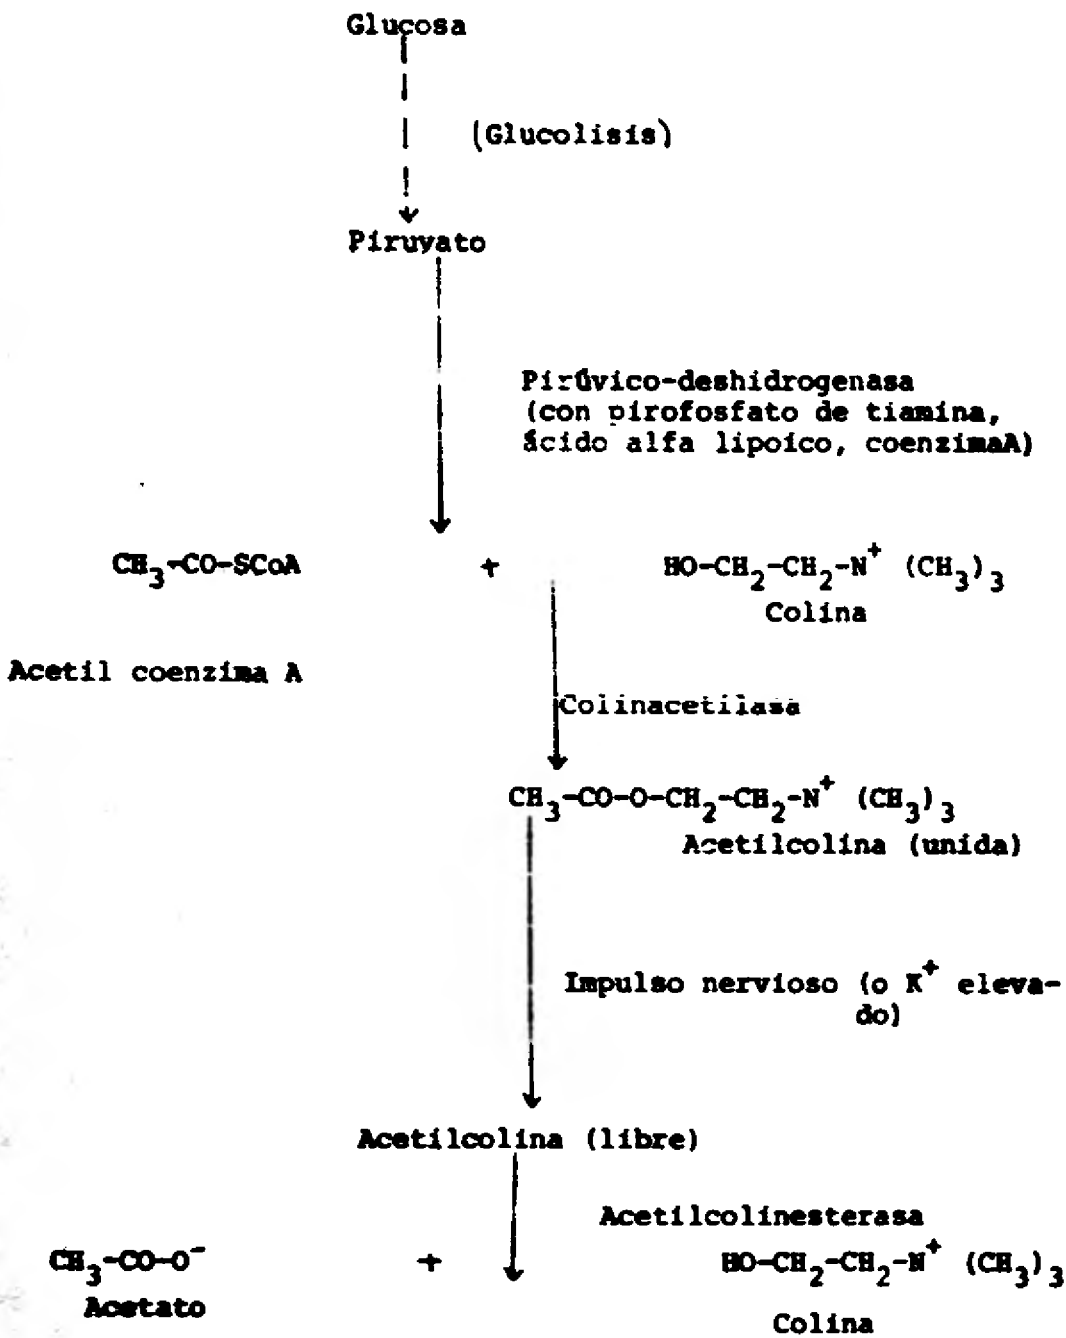 Glucosa
(Glucolisis)
Piruvato
Pirúvico-deshidrogenasa
(con pirofosfato de tiamina,
ácido alfa lipoico, coenzimaA)
CH3-CO-SCoA + HO-CH2-CH2-N+ (CH3)3
Colina
Acetil coenzima A
Colinacetilasa
CH3-CO-O-CH2-CH2-N+ (CH3)3
Acetilcolina (unida)
Impulso nervioso (o K+ eleva-
do)
Acetilcolina (libre)
Acetilcolinesterasa
CH3-CO-O- + HO-CH2-CH2-N+ (CH3)3
Acetato
Colina